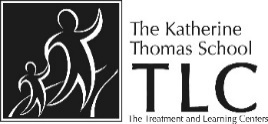 The Katherine
Thomas School
TLC
The Treatment and Learning Centers